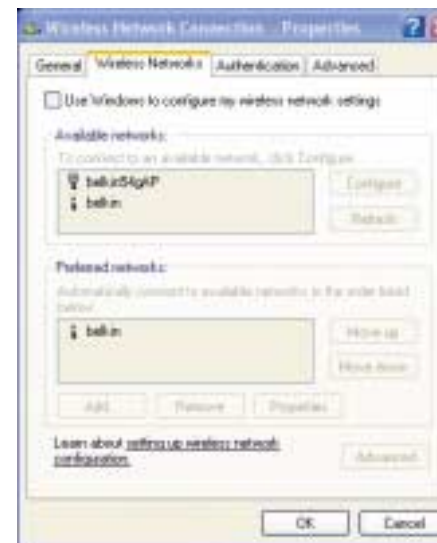 Wireless Network Connection Properties
General Wireless Networks Authentication Advanced
Use Windows to configure my wireless network settings
Available networks:
To connect to an available network, click Configure.
belkin54gAP
Configure
belkin
Refresh
Preferred networks:
Automatically connect to available networks in the order listed
below:
belkin
Move up
Move down
Add... Remove Properties
Learn about setting up wireless network
configuration.
Advanced
OK Cancel